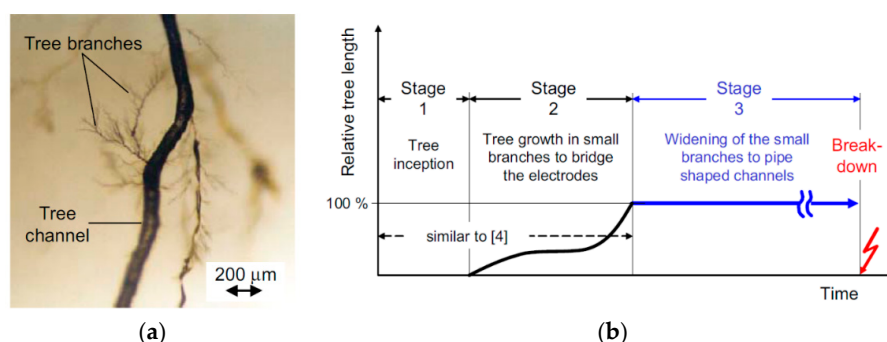 Tree branches
Tree
channel
200 μm
(a)
Relative tree length
Stage
1
Stage
2
Stage
3
Tree
inception
Tree growth in small
branches to bridge
the electrodes
Widening of the small
branches to pipe
shaped channels
Break-
down
100 %
similar to [4]
Time
(b)